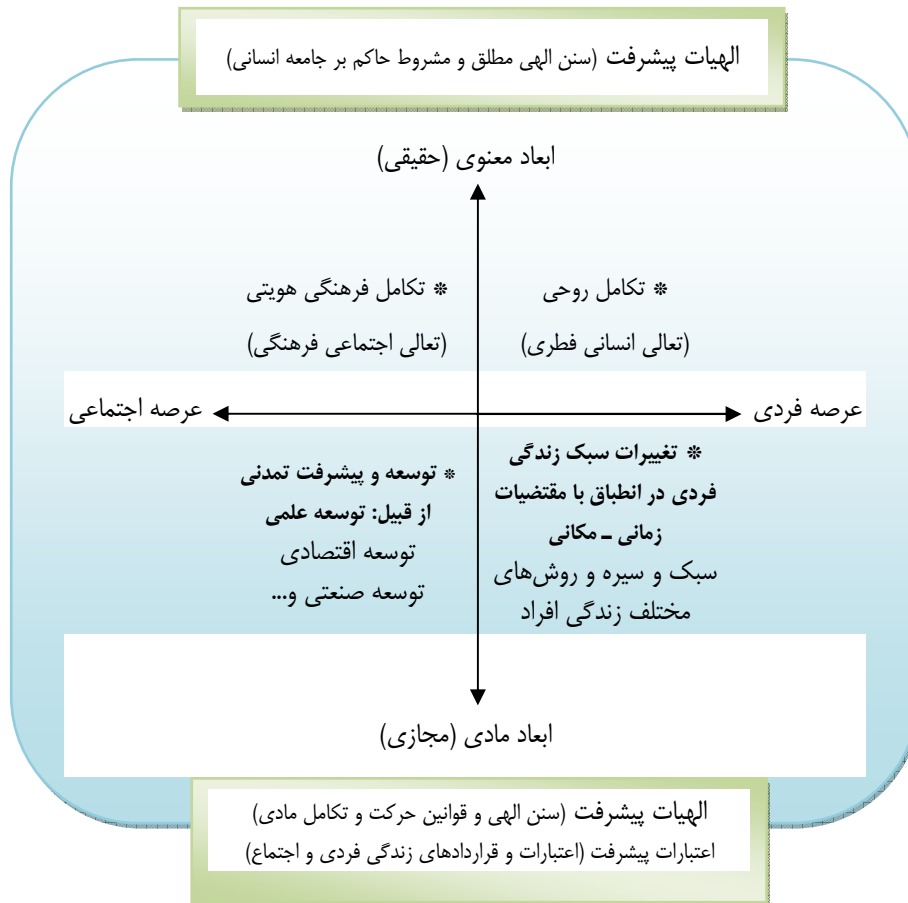 الهیات پیشرفت (سنن الهی مطلق و مشروط حاکم بر جامعه انسانی)
ابعاد معنوی (حقیقی)
* تکامل روحی
(تعالی انسانی فطری)
* تکامل فرهنگی هویتی
(تعالی اجتماعی فرهنگی)
عرصه فردی
عرصه اجتماعی
* تغییرات سبک زندگی
فردی در انطباق با مقتضیات
زمانی ـ مکانی
سبک و سیره و روش‌های
مختلف زندگی افراد
* توسعه و پیشرفت تمدنی
از قبیل: توسعه علمی
توسعه اقتصادی
توسعه صنعتی و...
ابعاد مادی (مجازی)
الهیات پیشرفت (سنن الهی و قوانین حرکت و تکامل مادی)
اعتبارات پیشرفت (اعتبارات و قراردادهای زندگی فردی و اجتماع)